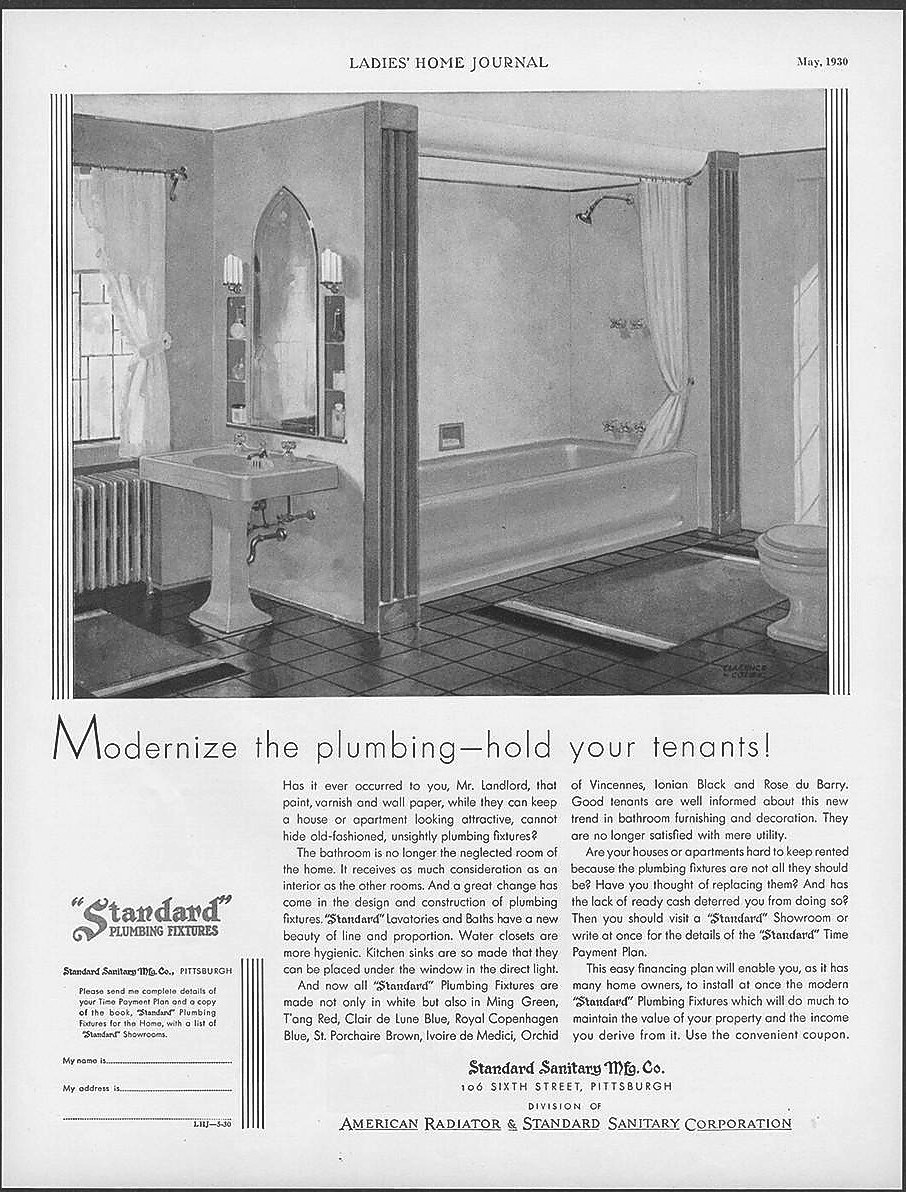 LADIES' HOME JOURNAL
May, 1930
CLARENCE
Modernize the plumbing—hold your tenants!
Has it ever occurred to you, Mr. Landlord, that
paint, varnish and wall paper, while they can keep
a house or apartment looking attractive, cannot
hide old-fashioned, unsightly plumbing fixtures?
The bathroom is no longer the neglected room of
the home. It receives as much consideration as an
interior as the other rooms. And a great change has
come in the design and construction of plumbing
fixtures. "Standard" Lavatories and Baths have a new
beauty of line and proportion. Water closets are
more hygienic. Kitchen sinks are so made that they
can be placed under the window in the direct light.
And now all "Standard" Plumbing Fixtures are
made not only in white but also in Ming Green,
T'ang Red, Clair de Lune Blue, Royal Copenhagen
Blue, St. Porchaire Brown, Ivoire de Medici, Orchid
of Vincennes, Ionian Black and Rose du Barry.
Good tenants are well informed about this new
trend in bathroom furnishing and decoration. They
are no longer satisfied with mere utility.
Are your houses or apartments hard to keep rented
because the plumbing fixtures are not all they should
be? Have you thought of replacing them? And has
the lack of ready cash deterred you from doing so?
Then you should visit a "Standard" Showroom or
write at once for the details of the "Standard" Time
Payment Plan.
This easy financing plan will enable you, as it has
many home owners, to install at once the modern
"Standard" Plumbing Fixtures which will do much to
maintain the value of your property and the income
you derive from it. Use the convenient coupon.
"Standard"
PLUMBING FIXTURES
Standard Sanitary Mfg. Co., PITTSBURGH
Please send me complete details of
your Time Payment Plan and a copy
of the book, "Standard" Plumbing
Fixtures for the Home, with a list of
"Standard" Showrooms.
My name is
My address is
LHJ—5-30
Standard Sanitary Mfg. Co.
106 SIXTH STREET, PITTSBURGH
DIVISION OF
AMERICAN RADIATOR & STANDARD SANITARY CORPORATION